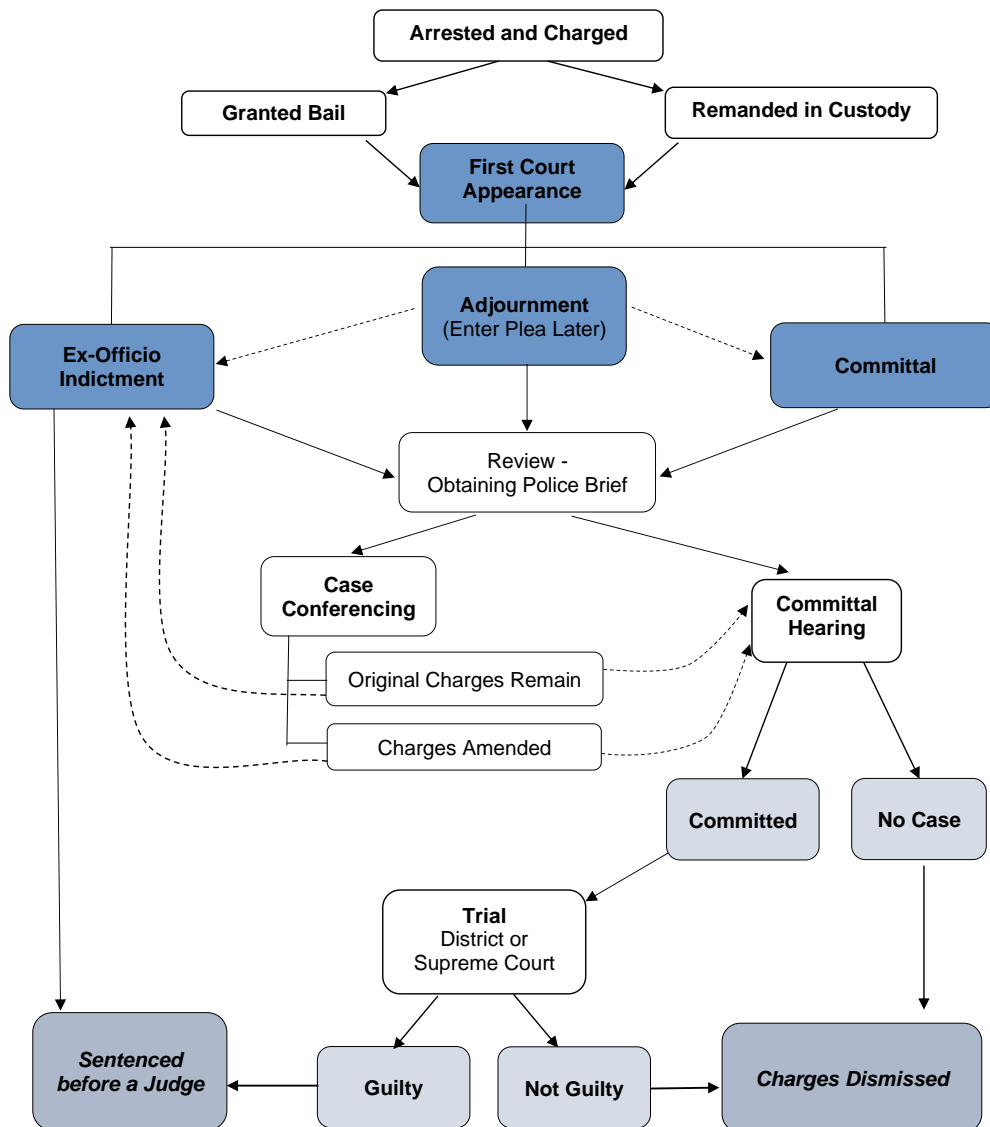 Arrested and Charged
Granted Bail
Remanded in Custody
First Court
Appearance
Adjournment
(Enter Plea Later)
Ex-Officio
Indictment
Committal
Review -
Obtaining Police Brief
Case
Conferencing
Committal
Hearing
Original Charges Remain
Charges Amended
Committed
No Case
Trial
District or
Supreme Court
Sentenced
before a Judge
Guilty
Not Guilty
Charges Dismissed